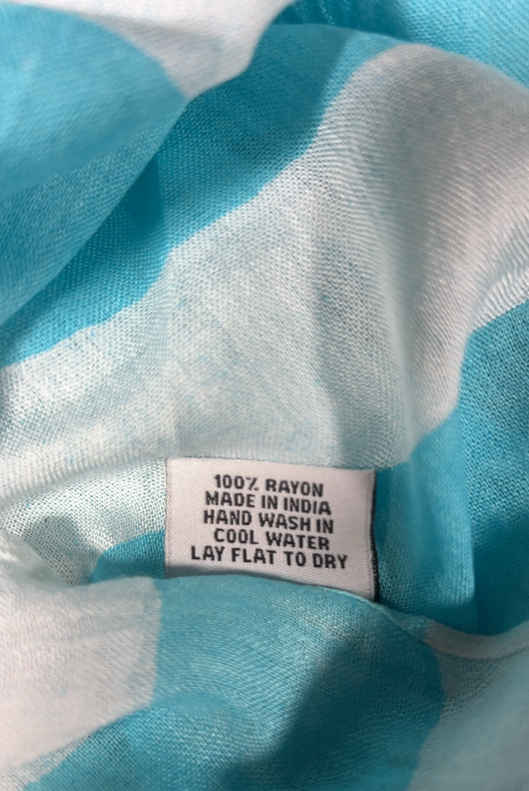 100% RAYON
MADE IN INDIA
HAND WASH IN
COOL WATER
LAY FLAT TO DRY